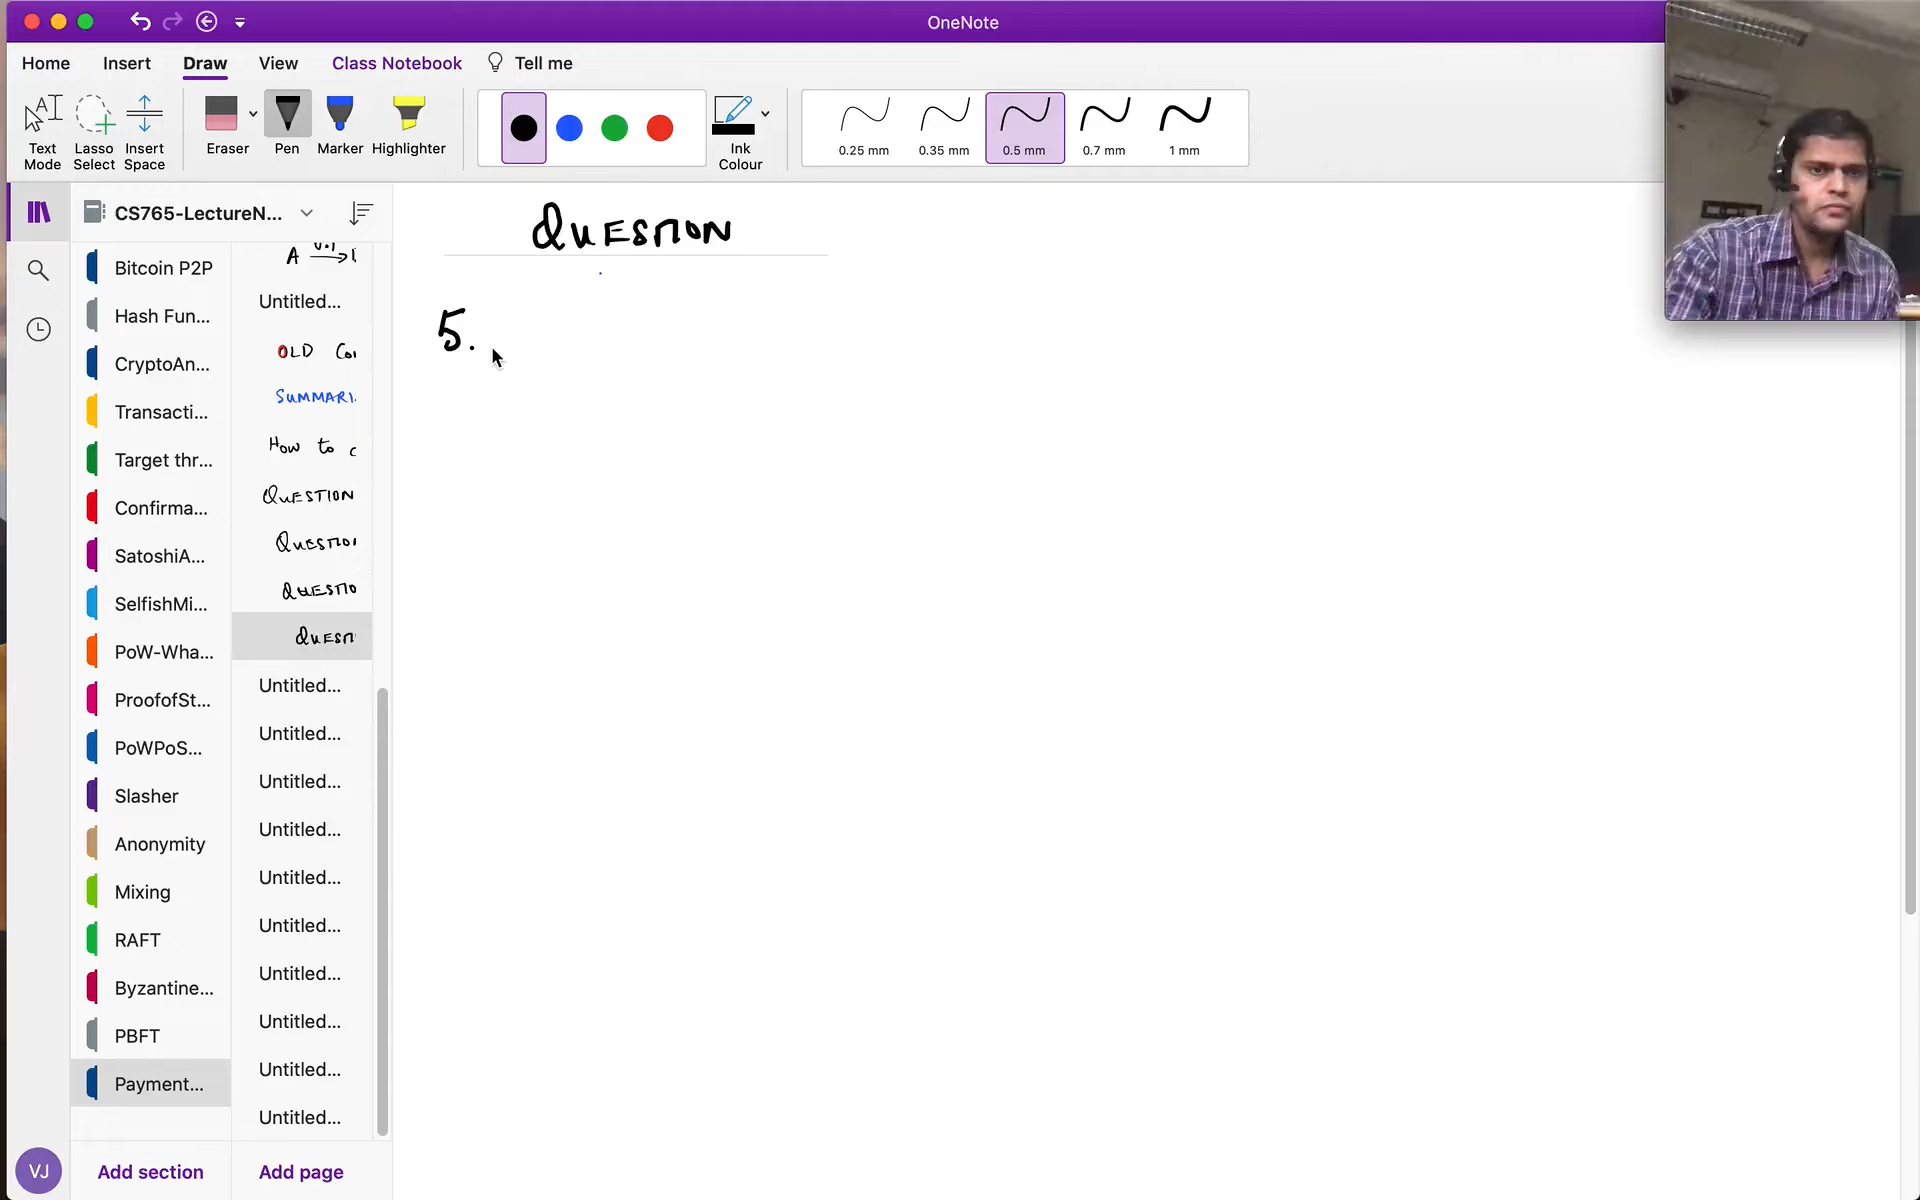 OneNote
Home Insert Draw View Class Notebook Tell me
Text Mode Lasso Select Insert Space Eraser Pen Marker Highlighter Ink Colour 0.25 mm 0.35 mm 0.5 mm 0.7 mm 1 mm
CS765-LectureN...
Bitcoin P2P
Hash Fun...
CryptoAn...
Transacti...
Target thr...
Confirma...
SatoshiA...
SelfishMi...
PoW-Wha...
ProofofSt...
PoWPoS...
Slasher
Anonymity
Mixing
RAFT
Byzantine...
PBFT
Payment...
Add section
A
Untitled...
OLD Co
SUMMARI
How to c
QUESTION
QUESTIO
QUESTIO
QUEST
Untitled...
Untitled...
Untitled...
Untitled...
Untitled...
Untitled...
Untitled...
Untitled...
Untitled...
Untitled...
Add page
VJ
QUESTION
5.